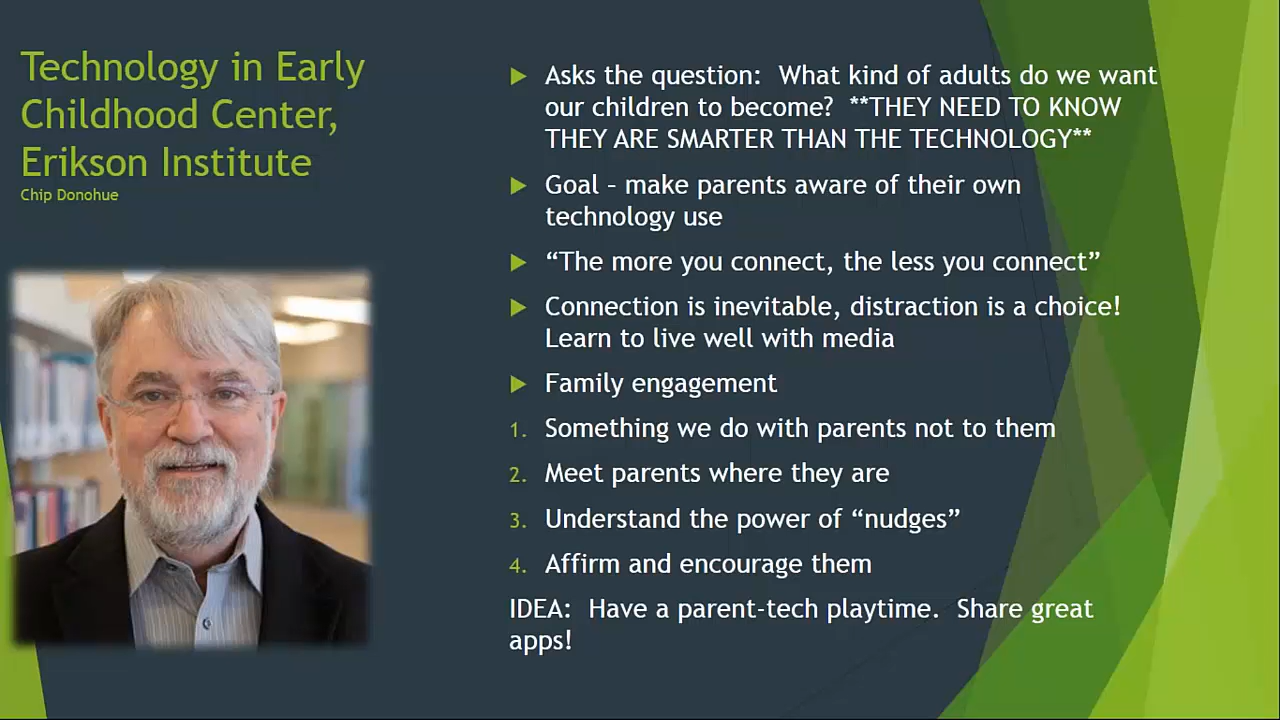 Technology in Early
Childhood Center,
Erikson Institute
Chip Donohue
Asks the question:  What kind of adults do we want
our children to become?  **THEY NEED TO KNOW
THEY ARE SMARTER THAN THE TECHNOLOGY**
Goal – make parents aware of their own
technology use
“The more you connect, the less you connect”
Connection is inevitable, distraction is a choice!
Learn to live well with media
Family engagement
1. Something we do with parents not to them
2. Meet parents where they are
3. Understand the power of “nudges”
4. Affirm and encourage them
IDEA:  Have a parent-tech playtime.  Share great
apps!